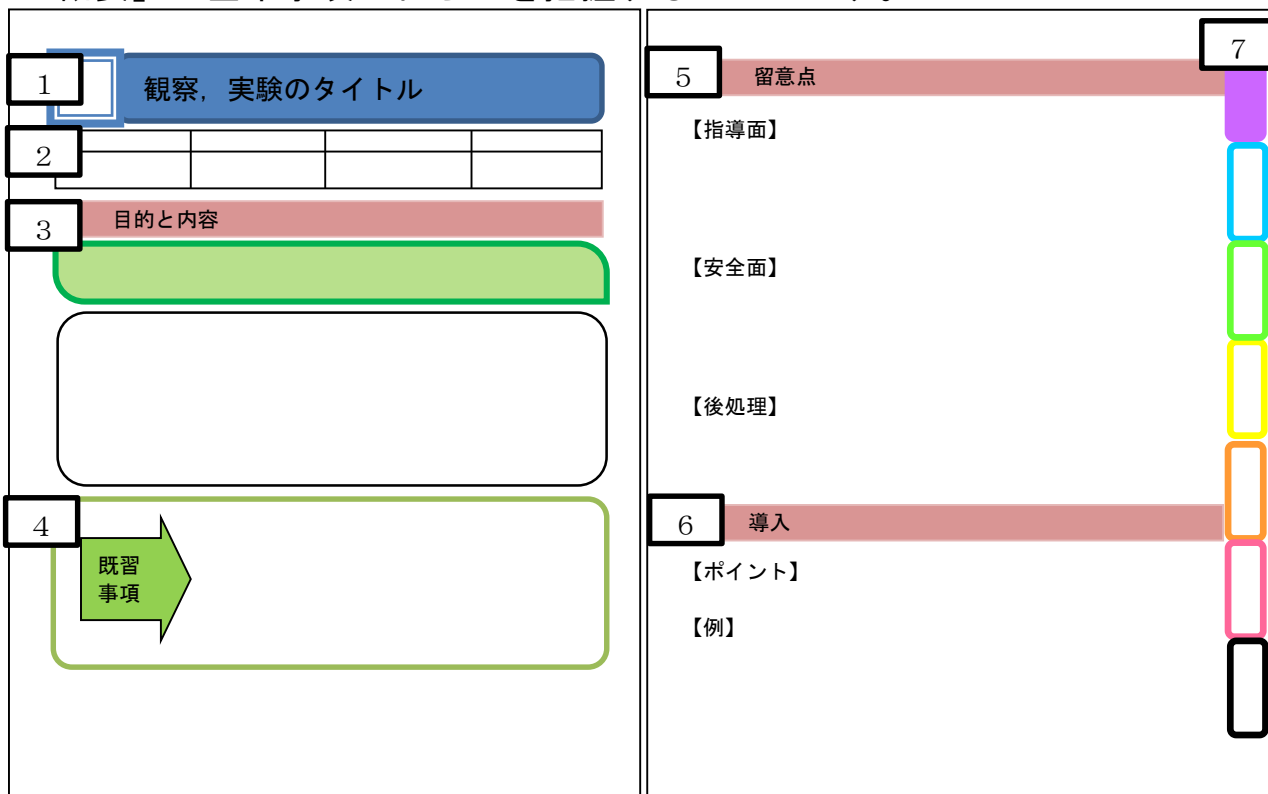 1
観察，実験のタイトル
2
3
目的と内容
4
既習
事項
5
留意点
7
【指導面】
【安全面】
【後処理】
6
導入
【ポイント】
【例】